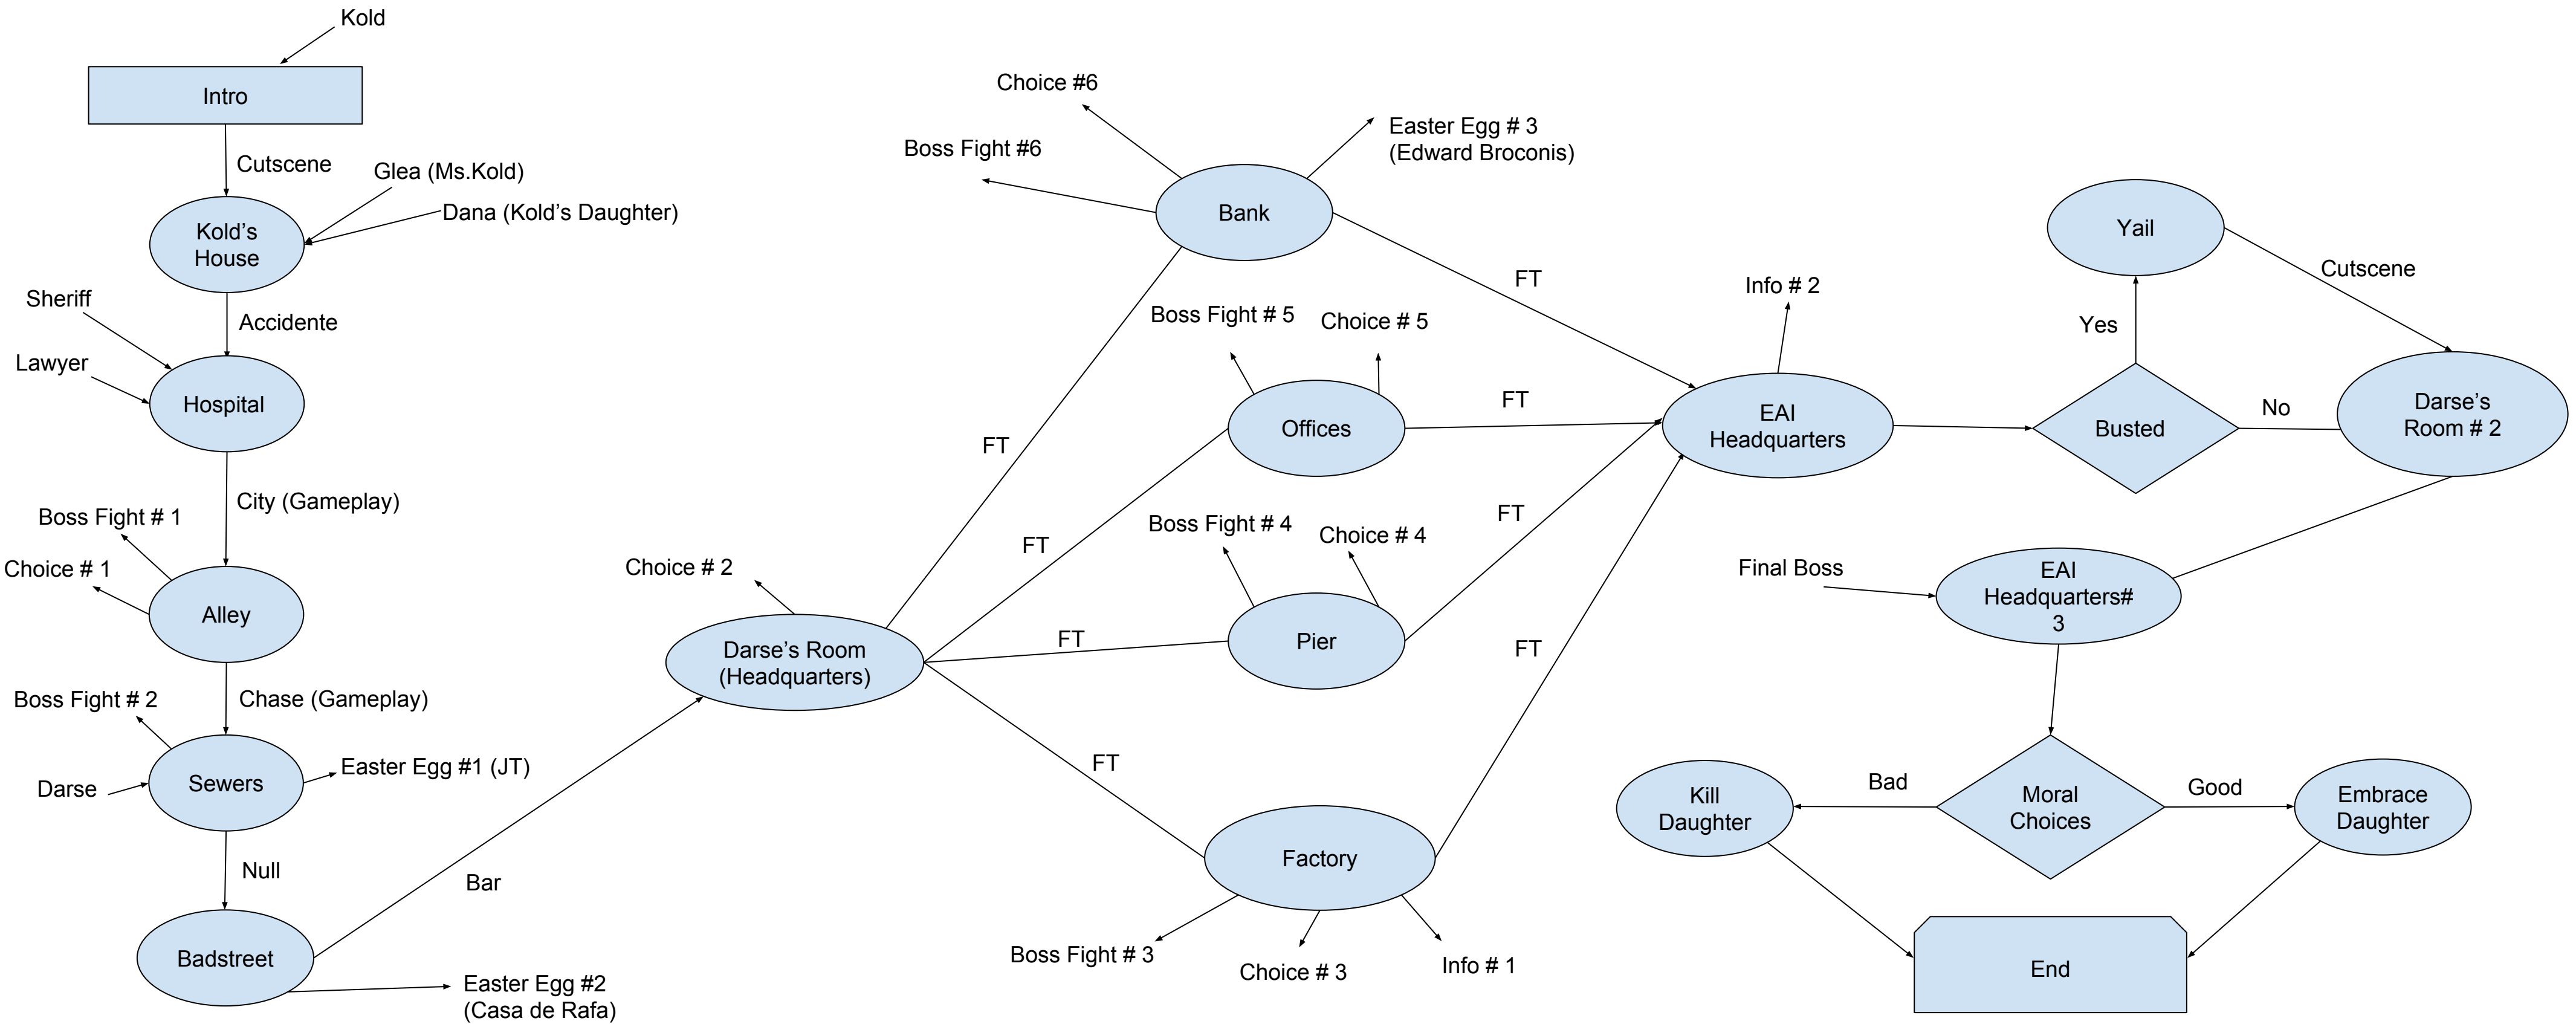 Kold
Intro
Cutscene
Glea (Ms.Kold)
Dana (Kold's Daughter)
Kold's
House
Sheriff
Accidente
Lawyer
Hospital
City (Gameplay)
Boss Fight # 1
Choice # 1
Alley
Chase (Gameplay)
Boss Fight # 2
Easter Egg #1 (JT)
Darse
Sewers
Null
Bar
Badstreet
Easter Egg #2
(Casa de Rafa)
Choice # 2
Darse's Room
(Headquarters)
FT
FT
FT
FT
Choice #6
Boss Fight #6
Easter Egg # 3
(Edward Broconis)
Bank
FT
Boss Fight # 5
Choice # 5
Offices
FT
Boss Fight # 4
Choice # 4
Pier
FT
Factory
FT
Boss Fight # 3
Choice # 3
Info # 1
Info # 2
EAI
Headquarters
Yail
Cutscene
Yes
Busted
No
Darse's
Room # 2
Final Boss
EAI
Headquarters#
3
Kill
Daughter
Bad
Moral
Choices
Good
Embrace
Daughter
End